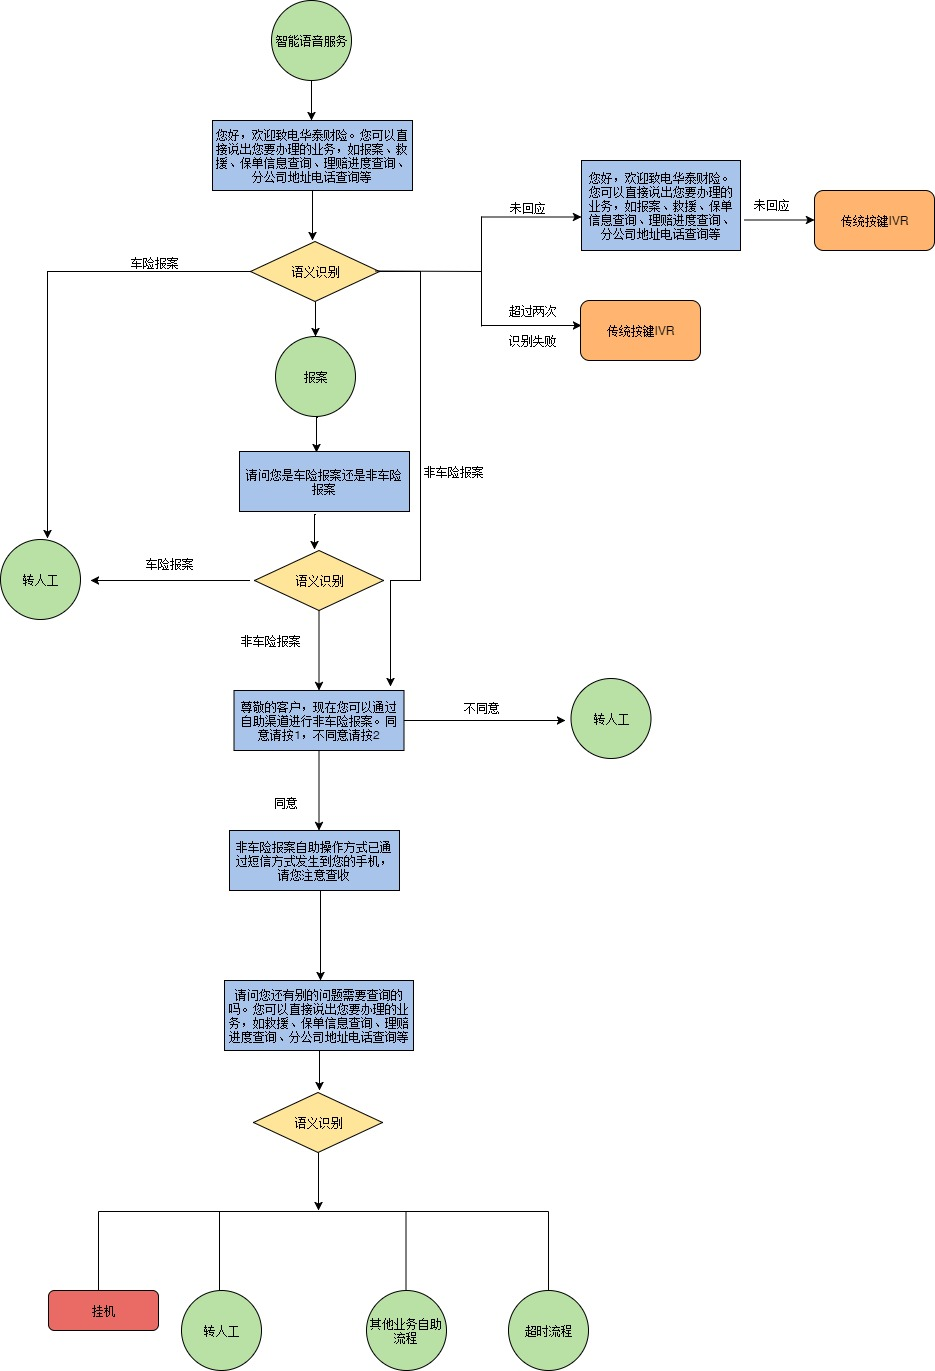 智能语音服务
您好，欢迎致电华泰财险。您可以直
接说出您要办理的业务，如报案、救
援、保单信息查询、理赔进度查询、
分公司地址电话查询等
未回应
您好，欢迎致电华泰财险。
您可以直接说出您要办理的
业务，如报案、救援、保单
信息查询、理赔进度查询、
分公司地址电话查询等
未回应
传统按键IVR
车险报案
语义识别
超过两次
识别失败
传统按键IVR
报案
请问您是车险报案还是非车险
报案
非车险报案
车险报案
转人工
语义识别
非车险报案
尊敬的客户，现在您可以通过
自助渠道进行非车险报案。同
意请按1，不同意请按2
不同意
转人工
同意
非车险报案自助操作方式已通
过短信方式发生到您的手机，
请您注意查收
请问您还有别的问题需要查询的
吗。您可以直接说出您要办理的业
务，如救援、保单信息查询、理赔
进度查询、分公司地址电话查询等
语义识别
挂机
转人工
其他业务自助
流程
超时流程